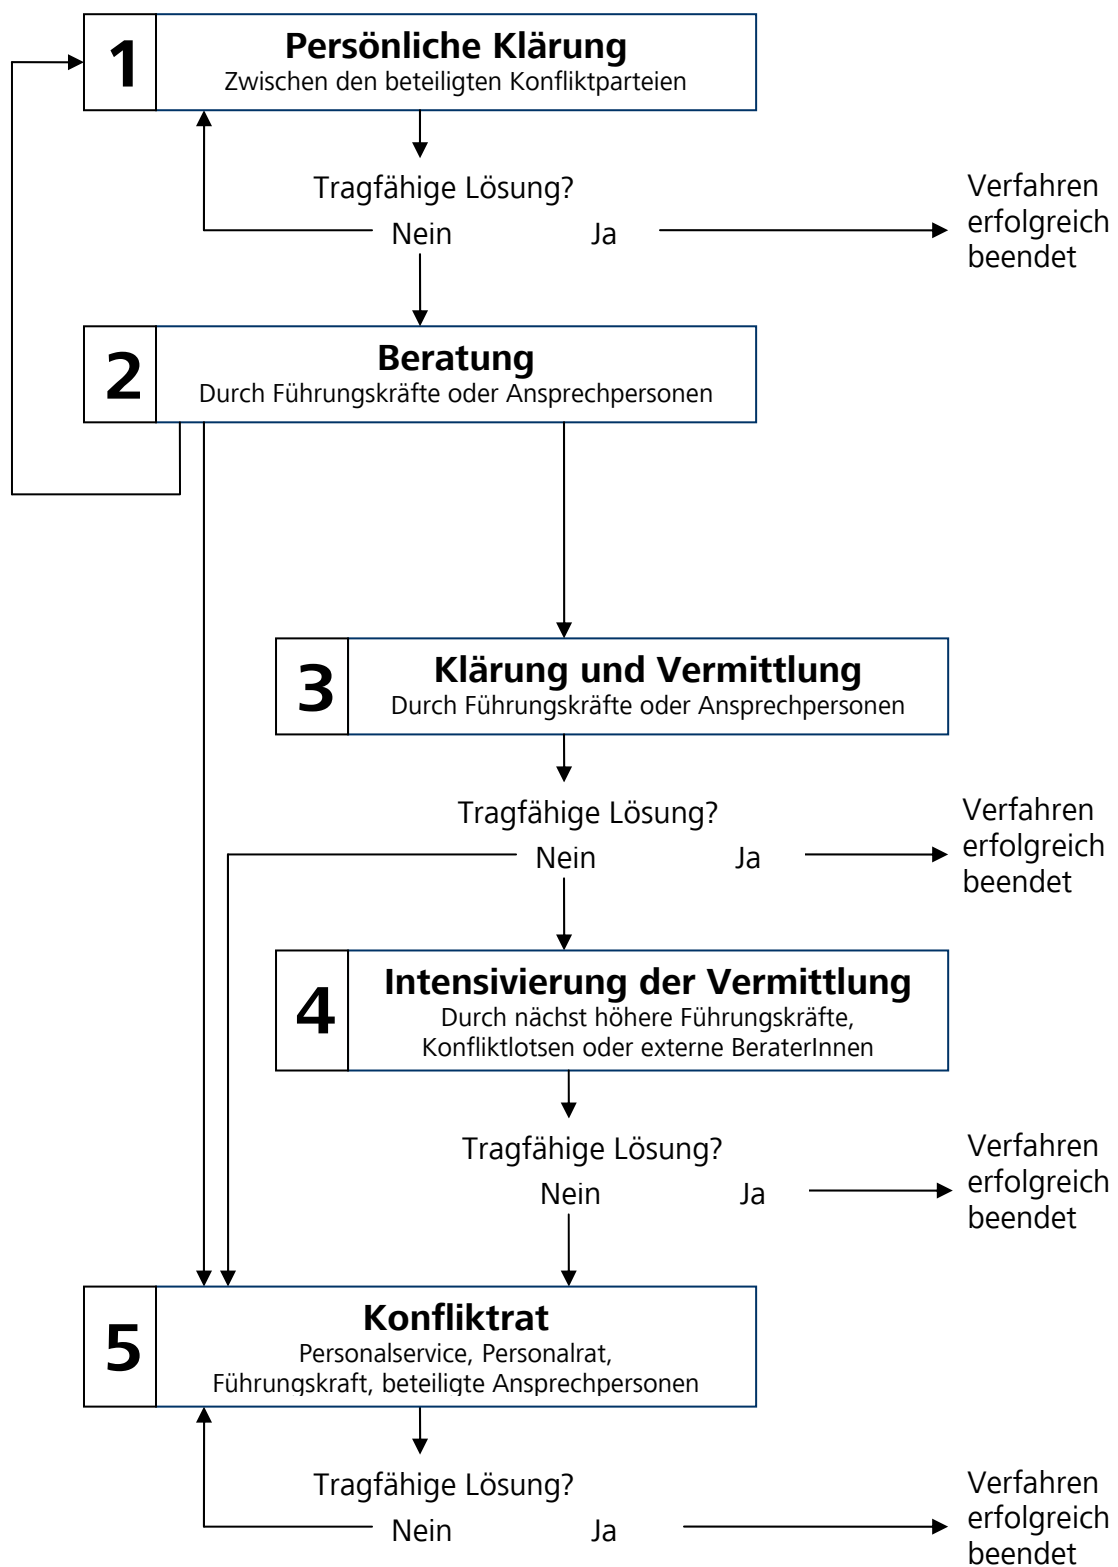 1
Persönliche Klärung
Zwischen den beteiligten Konfliktparteien
Tragfähige Lösung?
Nein
Ja
Verfahren
erfolgreich
beendet
2
Beratung
Durch Führungskräfte oder Ansprechpersonen
3
Klärung und Vermittlung
Durch Führungskräfte oder Ansprechpersonen
Tragfähige Lösung?
Nein
Ja
Verfahren
erfolgreich
beendet
4
Intensivierung der Vermittlung
Durch nächst höhere Führungskräfte,
Konfliktlotsen oder externe BeraterInnen
Tragfähige Lösung?
Nein
Ja
Verfahren
erfolgreich
beendet
5
Konfliktrat
Personalservice, Personalrat,
Führungskraft, beteiligte Ansprechpersonen
Tragfähige Lösung?
Nein
Ja
Verfahren
erfolgreich
beendet